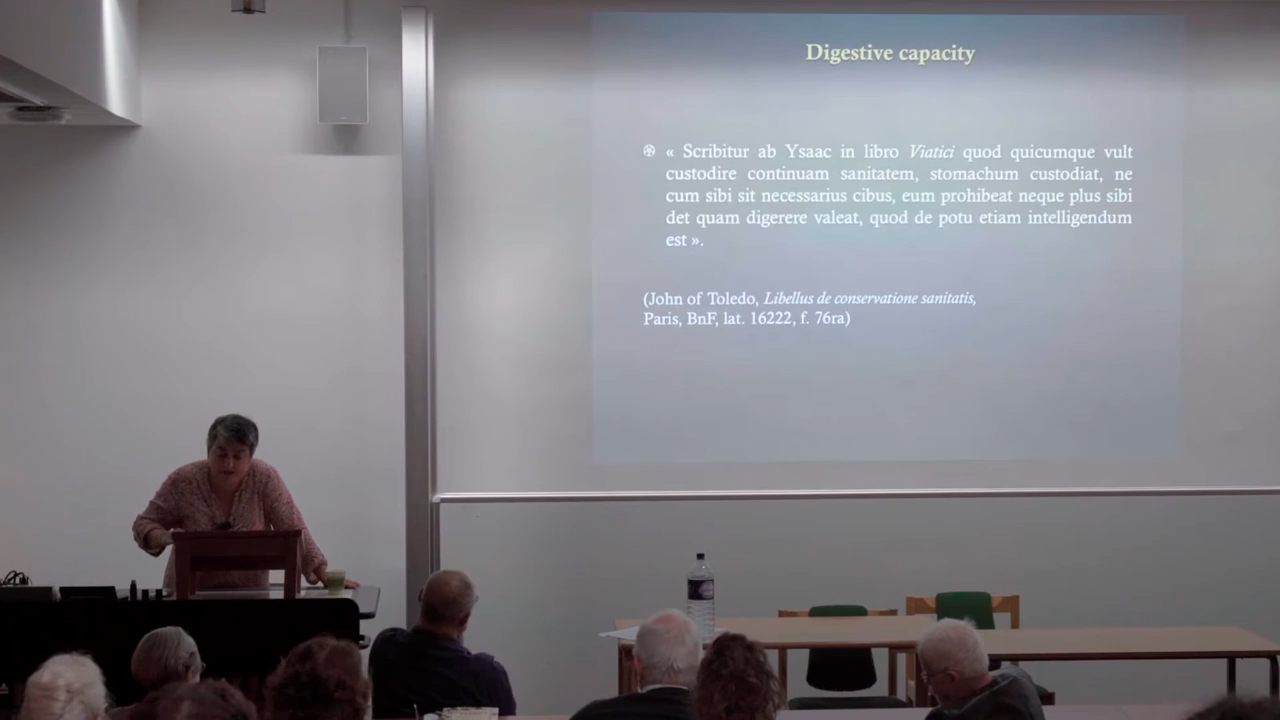 Digestive capacity
« Scribitur ab Ysaac in libro Viatici quod quicumque vult
custodire continuam sanitatem, stomachum custodiat, ne
cum sibi sit necessarius cibus, eum prohibeat neque plus sibi
det quam digerere valeat, quod de potu etiam intelligendum
est ».
(John of Toledo, Libellus de conservatione sanitatis,
Paris, BnF, lat. 16222, f. 76ra)